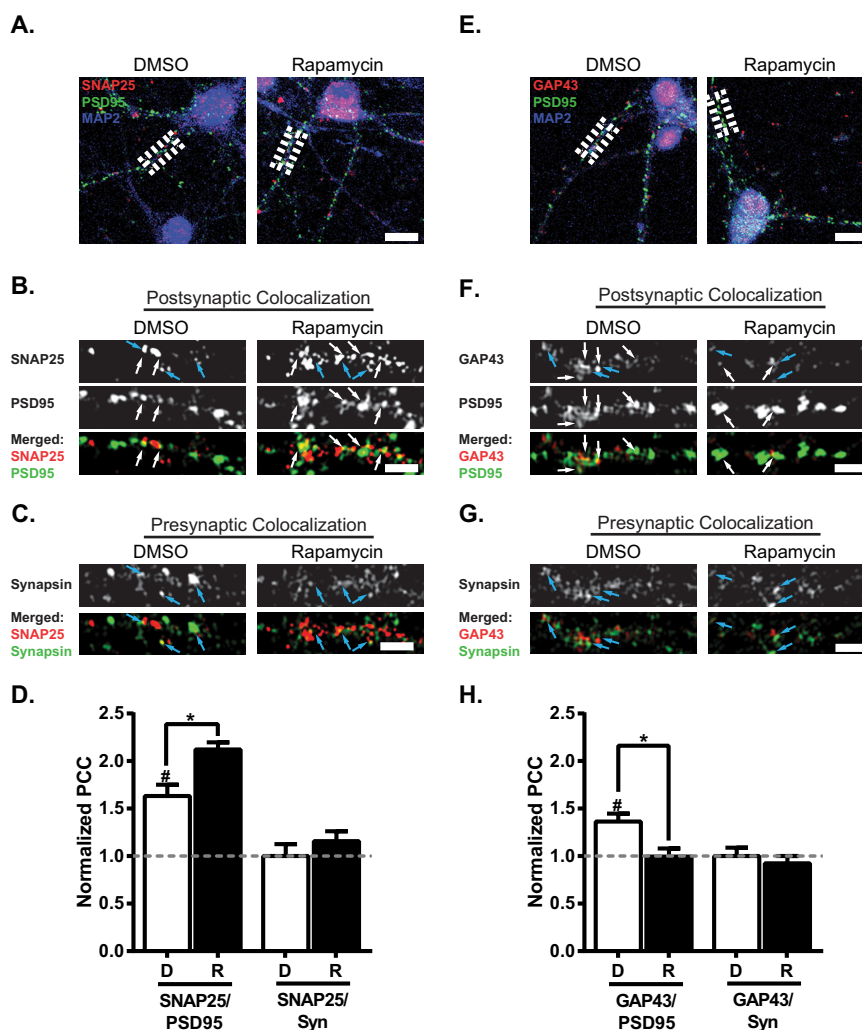 A.
DMSO Rapamycin
SNAP25
PSD95
MAP2
B.
Postsynaptic Colocalization
DMSO Rapamycin
SNAP25
PSD95
Merged:
SNAP25
PSD95
C.
Presynaptic Colocalization
DMSO Rapamycin
Synapsin
Merged:
SNAP25
Synapsin
D.
Normalized PCC
2.5
2.0
1.5
1.0
0.5
0.0
*
#
D R D R
SNAP25/ SNAP25/
PSD95 Syn
E.
DMSO Rapamycin
GAP43
PSD95
MAP2
F.
Postsynaptic Colocalization
DMSO Rapamycin
GAP43
PSD95
Merged:
GAP43
PSD95
G.
Presynaptic Colocalization
DMSO Rapamycin
Synapsin
Merged:
GAP43
Synapsin
H.
Normalized PCC
2.5
2.0
1.5
1.0
0.5
0.0
*
#
D R D R
GAP43/ GAP43/
PSD95 Syn